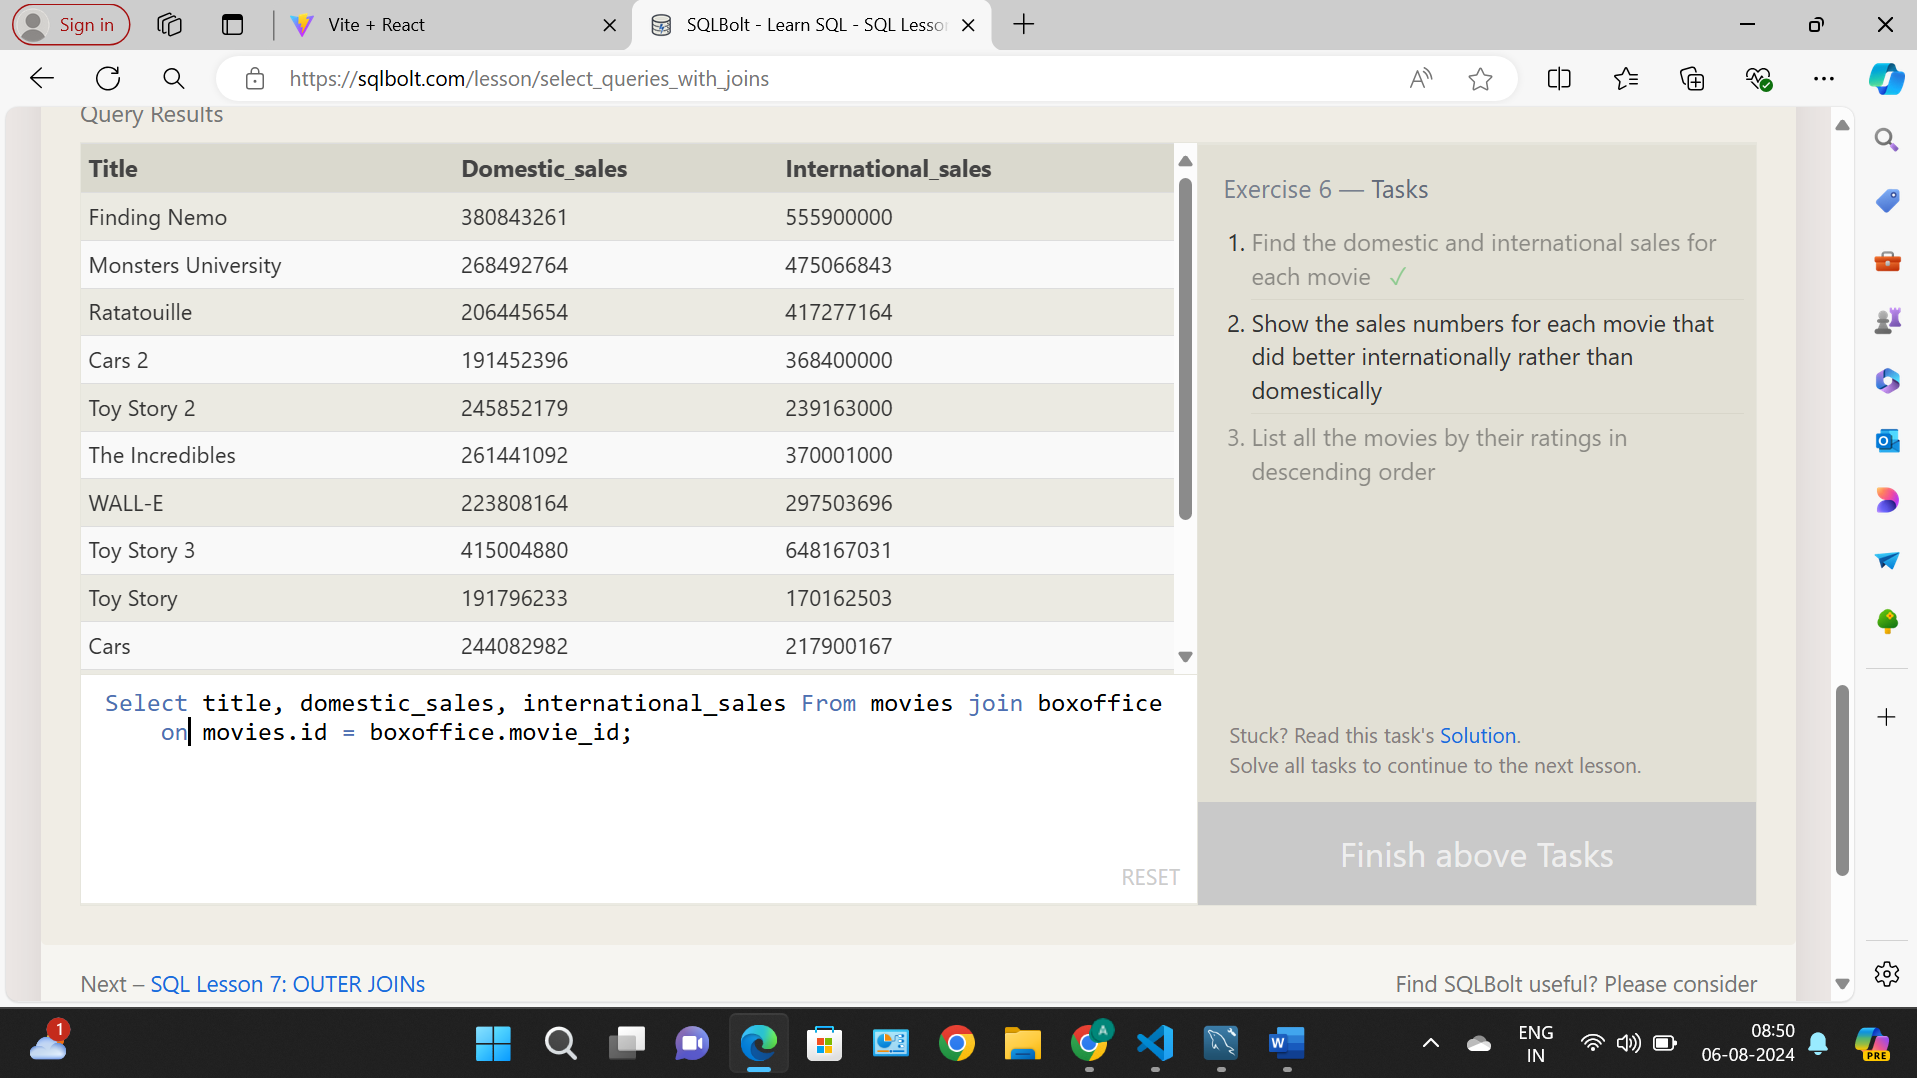 Sign in
Vite + React
SQLBolt - Learn SQL - SQL Lesso
https://sqlbolt.com/lesson/select_queries_with_joins
Query Results
Title Domestic_sales International_sales
Finding Nemo 380843261 555900000
Monsters University 268492764 475066843
Ratatouille 206445654 417277164
Cars 2 191452396 368400000
Toy Story 2 245852179 239163000
The Incredibles 261441092 370001000
WALL-E 223808164 297503696
Toy Story 3 415004880 648167031
Toy Story 191796233 170162503
Cars 244082982 217900167
Select title, domestic_sales, international_sales From movies join boxoffice
on movies.id = boxoffice.movie_id;
RESET
Exercise 6 — Tasks
1. Find the domestic and international sales for
each movie ✓
2. Show the sales numbers for each movie that
did better internationally rather than
domestically
3. List all the movies by their ratings in
descending order
Stuck? Read this task's Solution.
Solve all tasks to continue to the next lesson.
Finish above Tasks
Next – SQL Lesson 7: OUTER JOINs
Find SQLBolt useful? Please consider
1
A
W
ENG
IN
08:50
06-08-2024
PRE